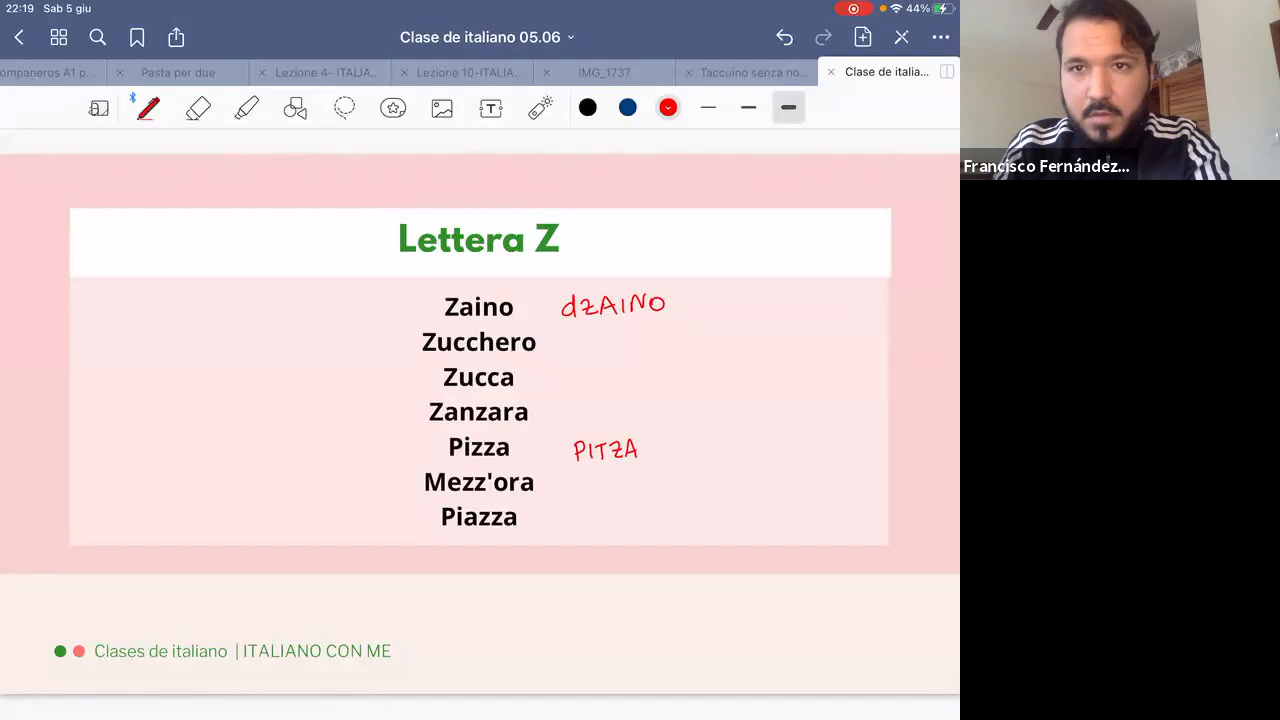 22:19 Sab 5 giu
44%
Clase de italiano 05.06
ompaneros A1 p...
Pasta per due
Lezione 4- ITALIA...
Lezione 10-ITALIA...
IMG_1737
Taccuino senza no...
Clase de italia...
T
Francisco Fernández...
Lettera Z
Zaino dZAINO
Zucchero
Zucca
Zanzara
Pizza PITZA
Mezz'ora
Piazza
Clases de italiano | ITALIANO CON ME